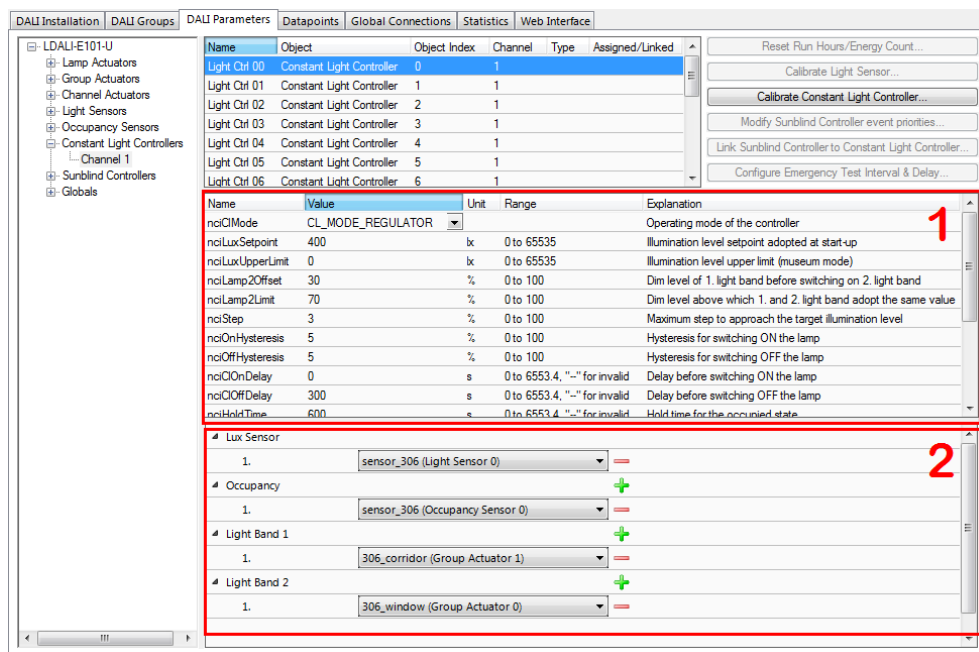 DALI Installation DALI Groups DALI Parameters Datapoints Global Connections Statistics Web Interface
LDALI-E101-U
Lamp Actuators
Group Actuators
Channel Actuators
Light Sensors
Occupancy Sensors
Constant Light Controllers
Channel 1
Sunblind Controllers
Globals
Name Object Object Index Channel Type Assigned/Linked
Light Ctrl 00 Constant Light Controller 0 1
Light Ctrl 01 Constant Light Controller 1 1
Light Ctrl 02 Constant Light Controller 2 1
Light Ctrl 03 Constant Light Controller 3 1
Light Ctrl 04 Constant Light Controller 4 1
Light Ctrl 05 Constant Light Controller 5 1
Light Ctrl 06 Constant Light Controller 6 1
Reset Run Hours/Energy Count...
Calibrate Light Sensor...
Calibrate Constant Light Controller...
Modify Sunblind Controller event priorities...
Link Sunblind Controller to Constant Light Controller...
Configure Emergency Test Interval & Delay...
Name Value Unit Range Explanation
nciClMode CL_MODE_REGULATOR Operating mode of the controller
nciLuxSetpoint 400 lx 0 to 65535 Illumination level setpoint adopted at start-up
nciLuxUpperLimit 0 lx 0 to 65535 Illumination level upper limit (museum mode)
nciLamp2Offset 30 % 0 to 100 Dim level of 1. light band before switching on 2. light band
nciLamp2Limit 70 % 0 to 100 Dim level above which 1. and 2. light band adopt the same value
nciStep 3 % 0 to 100 Maximum step to approach the target illumination level
nciOnHysteresis 5 % 0 to 100 Hysteresis for switching ON the lamp
nciOffHysteresis 5 % 0 to 100 Hysteresis for switching OFF the lamp
nciClOnDelay 0 s 0 to 6553.4, "--" for invalid Delay before switching ON the lamp
nciClOffDelay 300 s 0 to 6553.4, "--" for invalid Delay before switching OFF the lamp
nciHoldTime 600 s 0 to 6553.4, "--" for invalid Hold time for the occupied state
1
Lux Sensor
1. sensor_306 (Light Sensor 0)
Occupancy
1. sensor_306 (Occupancy Sensor 0)
Light Band 1
1. 306_corridor (Group Actuator 1)
Light Band 2
1. 306_window (Group Actuator 0)
2